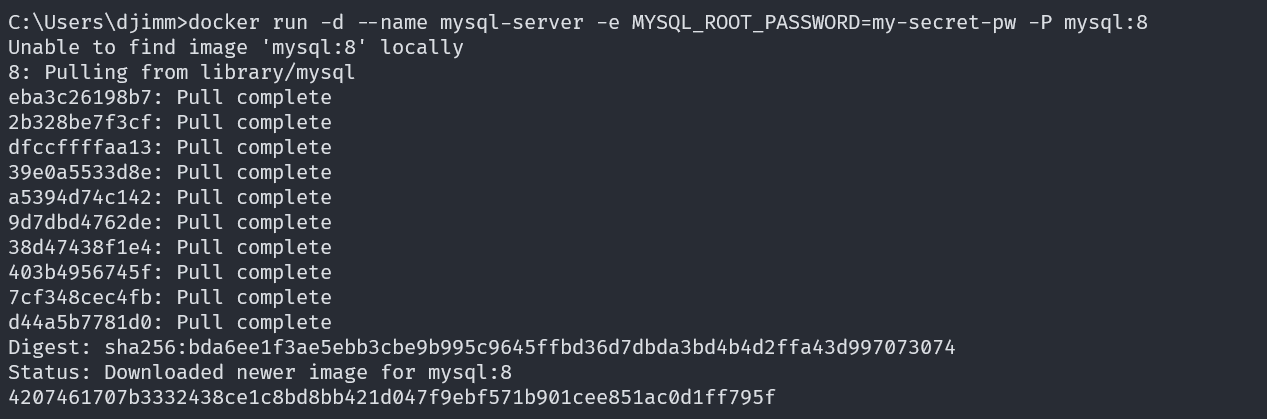 C:\Users\djimm>docker run -d --name mysql-server -e MYSQL_ROOT_PASSWORD=my-secret-pw -P mysql:8
Unable to find image 'mysql:8' locally
8: Pulling from library/mysql
eba3c26198b7: Pull complete
2b328be7f3cf: Pull complete
dfccffffaa13: Pull complete
39e0a5533d8e: Pull complete
a5394d74c142: Pull complete
9d7dbd4762de: Pull complete
38d47438f1e4: Pull complete
403b4956745f: Pull complete
7cf348cec4fb: Pull complete
d44a5b7781d0: Pull complete
Digest: sha256:bda6ee1f3ae5ebb3cbe9b995c9645ffbd36d7dbda3bd4b4d2ffa43d997073074
Status: Downloaded newer image for mysql:8
4207461707b3332438ce1c8bd8bb421d047f9ebf571b901cee851ac0d1ff795f